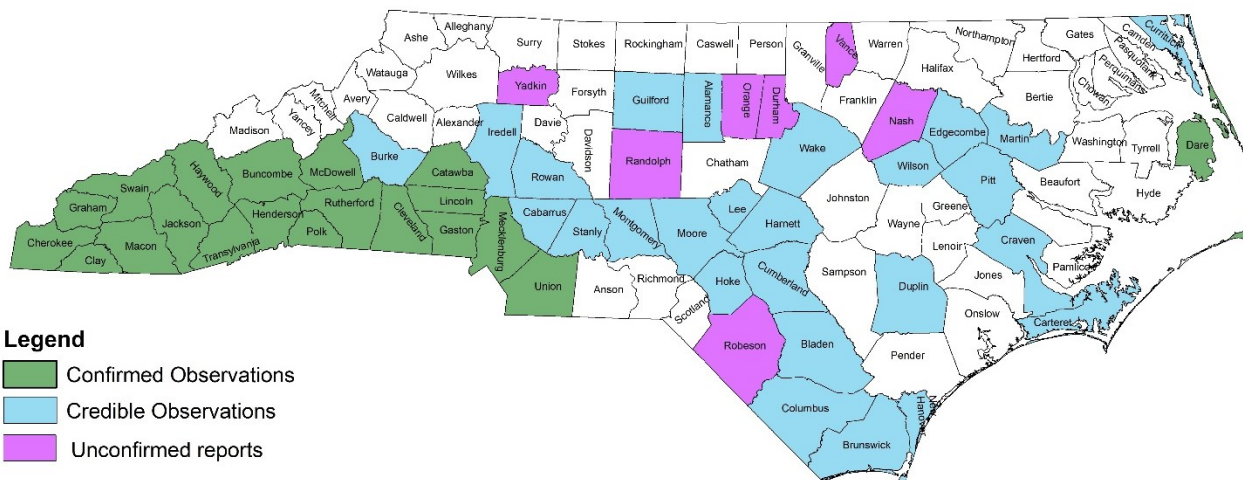 Alleghany
Ashe
Surry
Stokes
Rockingham
Caswell
Person
Granville
Vance
Warren
Northampton
Gates
Camden
Currituck
Pasquotank
Perquimans
Chowan
Hertford
Halifax
Watauga
Wilkes
Yadkin
Forsyth
Guilford
Alamance
Orange
Durham
Franklin
Nash
Bertie
Mitchell
Yancey
Avery
Madison
Caldwell
Alexander
Iredell
Davie
Davidson
Randolph
Chatham
Wake
Edgecombe
Martin
Washington
Tyrrell
Dare
Burke
Rowan
Wilson
Pitt
Beaufort
Hyde
Swain
Haywood
Buncombe
McDowell
Catawba
Lincoln
Graham
Jackson
Henderson
Rutherford
Cleveland
Gaston
Mecklenburg
Cabarrus
Stanly
Montgomery
Moore
Lee
Harnett
Johnston
Wayne
Greene
Lenoir
Craven
Pamlico
Cherokee
Clay
Macon
Transylvania
Polk
Union
Anson
Richmond
Scotland
Hoke
Cumberland
Sampson
Duplin
Jones
Onslow
Carteret
Robeson
Bladen
Pender
Columbus
Brunswick
New
Hanover
Legend
Confirmed Observations
Credible Observations
Unconfirmed reports